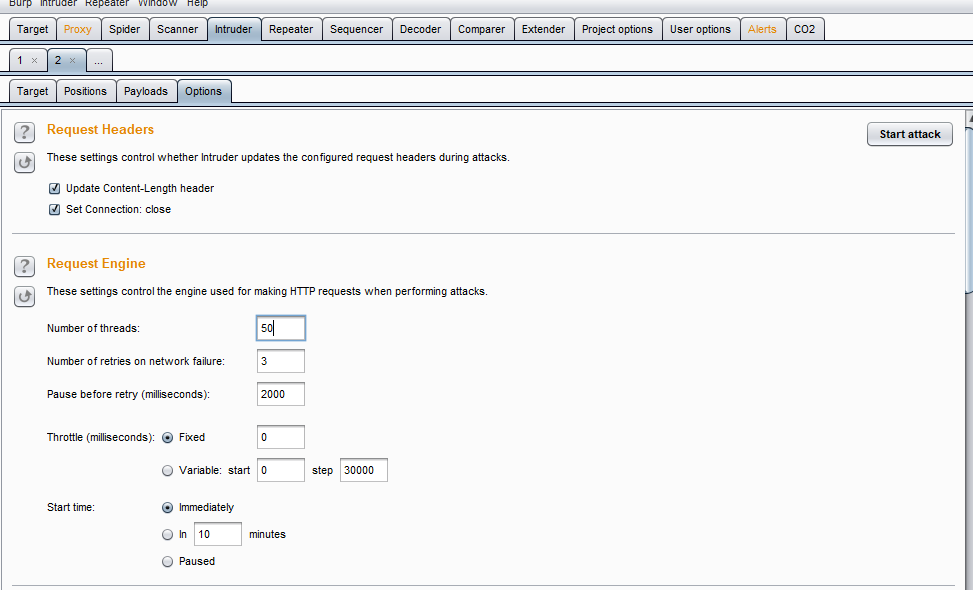 Burp Intruder Repeater Window Help
Target Proxy Spider Scanner Intruder Repeater Sequencer Decoder Comparer Extender Project options User options Alerts CO2
1 × 2 × ...
Target Positions Payloads Options
? Request Headers
Start attack
These settings control whether Intruder updates the configured request headers during attacks.
Update Content-Length header
Set Connection: close
? Request Engine
These settings control the engine used for making HTTP requests when performing attacks.
Number of threads: 50
Number of retries on network failure: 3
Pause before retry (milliseconds): 2000
Throttle (milliseconds): Fixed 0
Variable: start 0 step 30000
Start time: Immediately
In 10 minutes
Paused